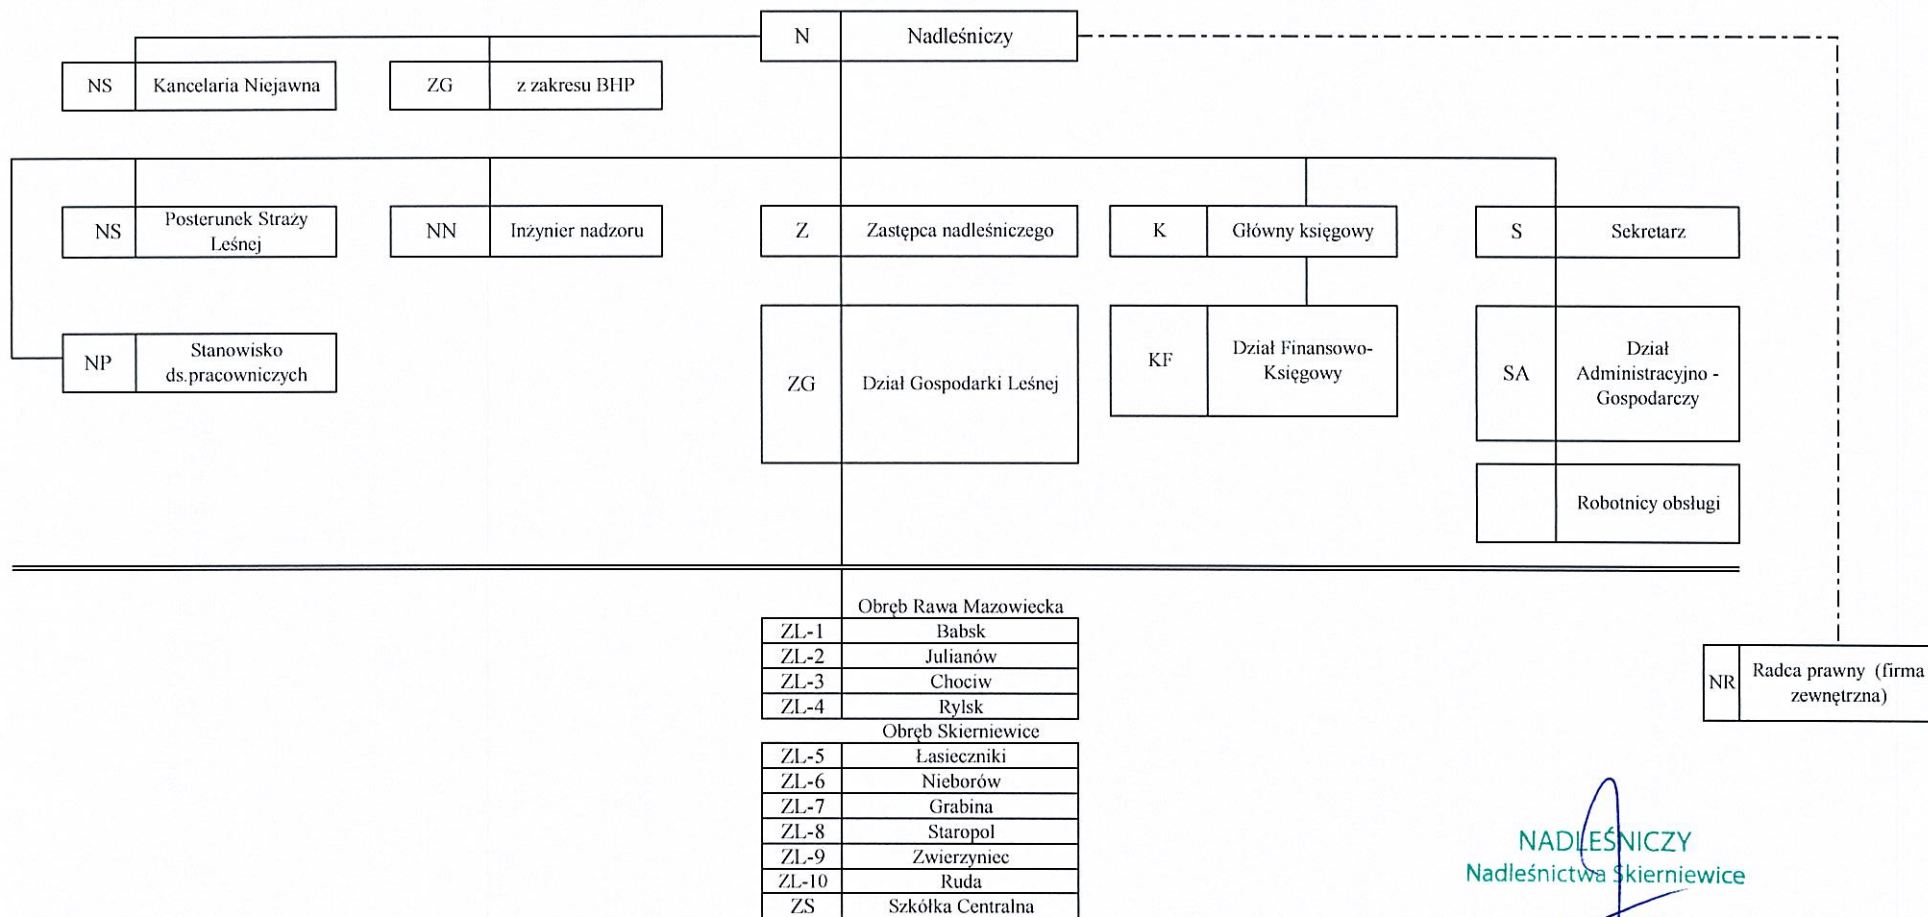 N Nadleśniczy
NS Kancelaria Niejawna
ZG z zakresu BHP
NS Posterunek Straży
Leśnej
NN Inżynier nadzoru
Z Zastępca nadleśniczego
K Główny księgowy
S Sekretarz
NP Stanowisko
ds.pracowniczych
ZG Dział Gospodarki Leśnej
KF Dział Finansowo-
Księgowy
SA Dział
Administracyjno -
Gospodarczy
Robotnicy obsługi
Obręb Rawa Mazowiecka
ZL-1 Babsk
ZL-2 Julianów
ZL-3 Chociw
ZL-4 Rylsk
Obręb Skierniewice
ZL-5 Łasieczniki
ZL-6 Nieborów
ZL-7 Grabina
ZL-8 Staropol
ZL-9 Zwierzyniec
ZL-10 Ruda
ZS Szkółka Centralna
NR Radca prawny (firma
zewnętrzna)
NADLEŚNICZY
Nadleśnictwa Skierniewice